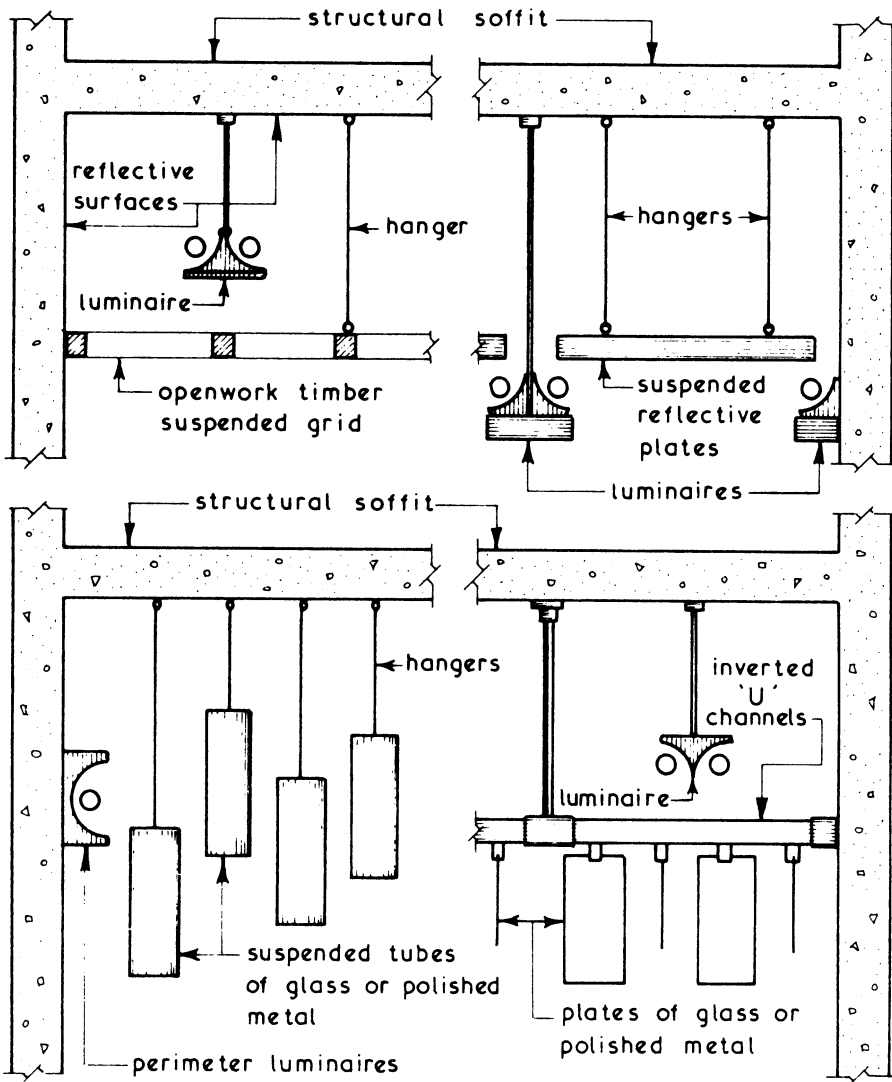 structural soffit
reflective
surfaces
hanger
hangers
luminaire
openwork timber
suspended grid
suspended
reflective
plates
luminaires
structural soffit
hangers
inverted
'U'
channels
luminaire
suspended tubes
of glass or polished
metal
plates of glass or
polished metal
perimeter luminaires